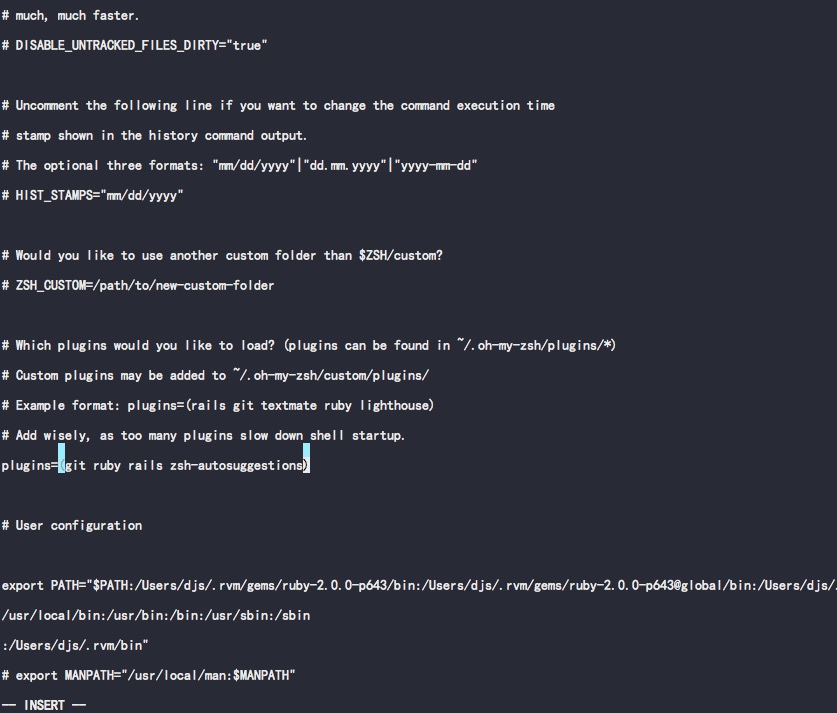 # much, much faster.
# DISABLE_UNTRACKED_FILES_DIRTY="true"
# Uncomment the following line if you want to change the command execution time
# stamp shown in the history command output.
# The optional three formats: "mm/dd/yyyy"|"dd.mm.yyyy"|"yyyy-mm-dd"
# HIST_STAMPS="mm/dd/yyyy"
# Would you like to use another custom folder than $ZSH/custom?
# ZSH_CUSTOM=/path/to/new-custom-folder
# Which plugins would you like to load? (plugins can be found in ~/.oh-my-zsh/plugins/*)
# Custom plugins may be added to ~/.oh-my-zsh/custom/plugins/
# Example format: plugins=(rails git textmate ruby lighthouse)
# Add wisely, as too many plugins slow down shell startup.
plugins=(git ruby rails zsh-autosuggestions)
# User configuration
export PATH="$PATH:/Users/djs/.rvm/gems/ruby-2.0.0-p643/bin:/Users/djs/.rvm/gems/ruby-2.0.0-p643@global/bin:/Users/djs/.
/usr/local/bin:/usr/bin:/bin:/usr/sbin:/sbin
:/Users/djs/.rvm/bin"
# export MANPATH="/usr/local/man:$MANPATH"
-- INSERT --